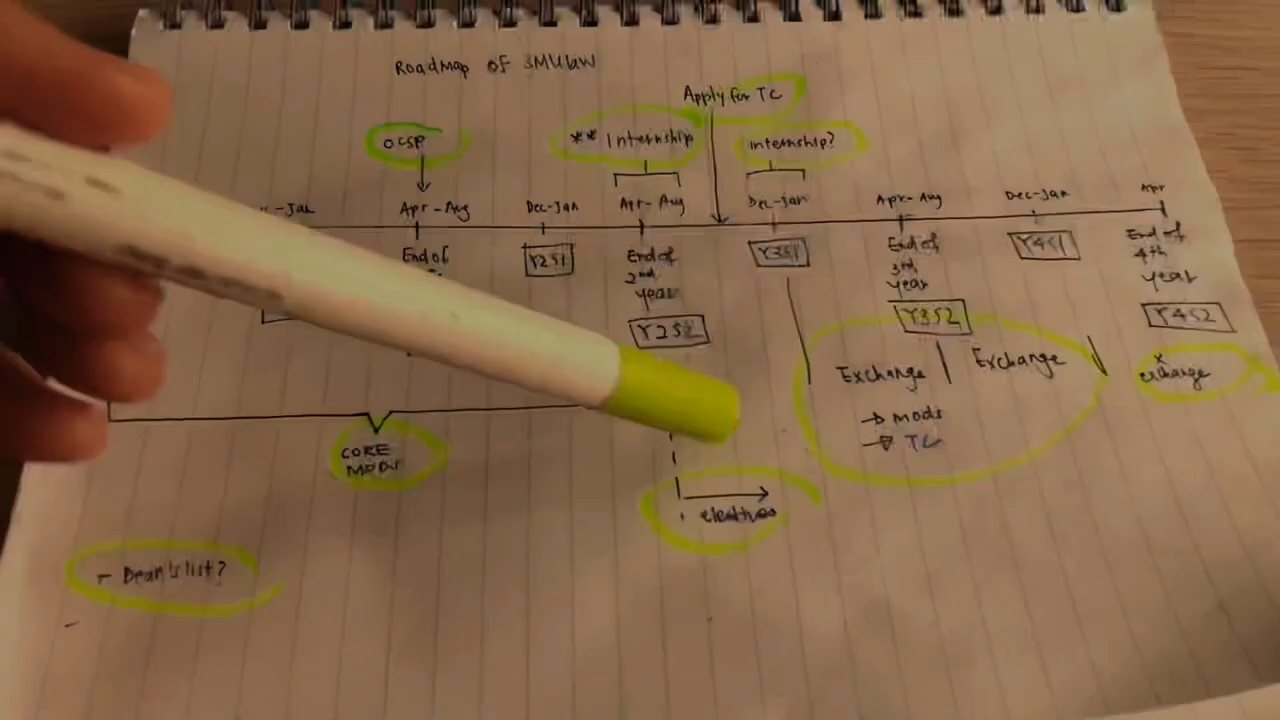 Roadmap of SMU law
Apply for TC
OCSP
** Internship
internship?
-Jan
Apr-Aug
Dec-Jan
Apr-Aug
Dec-Jan
Apr-Aug
Dec-Jan
Apr
End of
Y2S1
End of
2nd
year
Y2S2
Y3S1
End of
3rd
year
Y3S2
Y4S1
End of
4th
year
Y4S2
Exchange
Exchange
→ mods
→ TC
x
exchange
CORE
MODS
electives
- Dean's list?
-